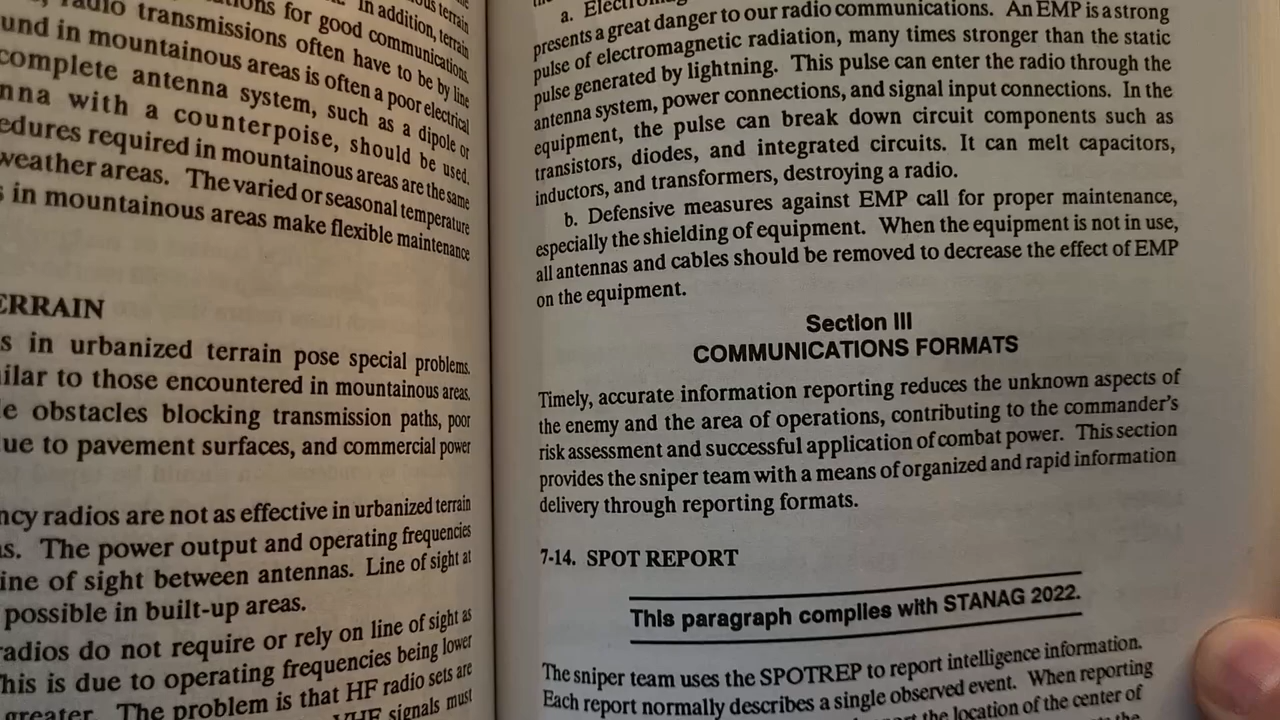 terrain
In addition, terrain
for good communications.
radio transmissions often have to be by line
und in mountainous areas is often a poor electrical
complete antenna system, such as a dipole or
nna with a counterpoise, should be used.
edures required in mountainous areas are the same
weather areas. The varied or seasonal temperature
s in mountainous areas make flexible maintenance
ERRAIN
s in urbanized terrain pose special problems.
ilar to those encountered in mountainous areas.
e obstacles blocking transmission paths, poor
ue to pavement surfaces, and commercial power
ncy radios are not as effective in urbanized terrain
s. The power output and operating frequencies
ine of sight between antennas. Line of sight at
possible in built-up areas.
adios do not require or rely on line of sight as
his is due to operating frequencies being lower
greater. The problem is that HF radio sets are
VHF signals must
a.
presents a great danger to our radio communications. An EMP is a strong
pulse of electromagnetic radiation, many times stronger than the static
pulse generated by lightning. This pulse can enter the radio through the
antenna system, power connections, and signal input connections. In the
equipment, the pulse can break down circuit components such as
transistors, diodes, and integrated circuits. It can melt capacitors,
inductors, and transformers, destroying a radio.
b. Defensive measures against EMP call for proper maintenance,
especially the shielding of equipment. When the equipment is not in use,
all antennas and cables should be removed to decrease the effect of EMP
on the equipment.
Section III
COMMUNICATIONS FORMATS
Timely, accurate information reporting reduces the unknown aspects of
the enemy and the area of operations, contributing to the commander's
risk assessment and successful application of combat power. This section
provides the sniper team with a means of organized and rapid information
delivery through reporting formats.
7-14. SPOT REPORT
This paragraph complies with STANAG 2022.
The sniper team uses the SPOTREP to report intelligence information.
Each report normally describes a single observed event. When reporting
the location of the center of